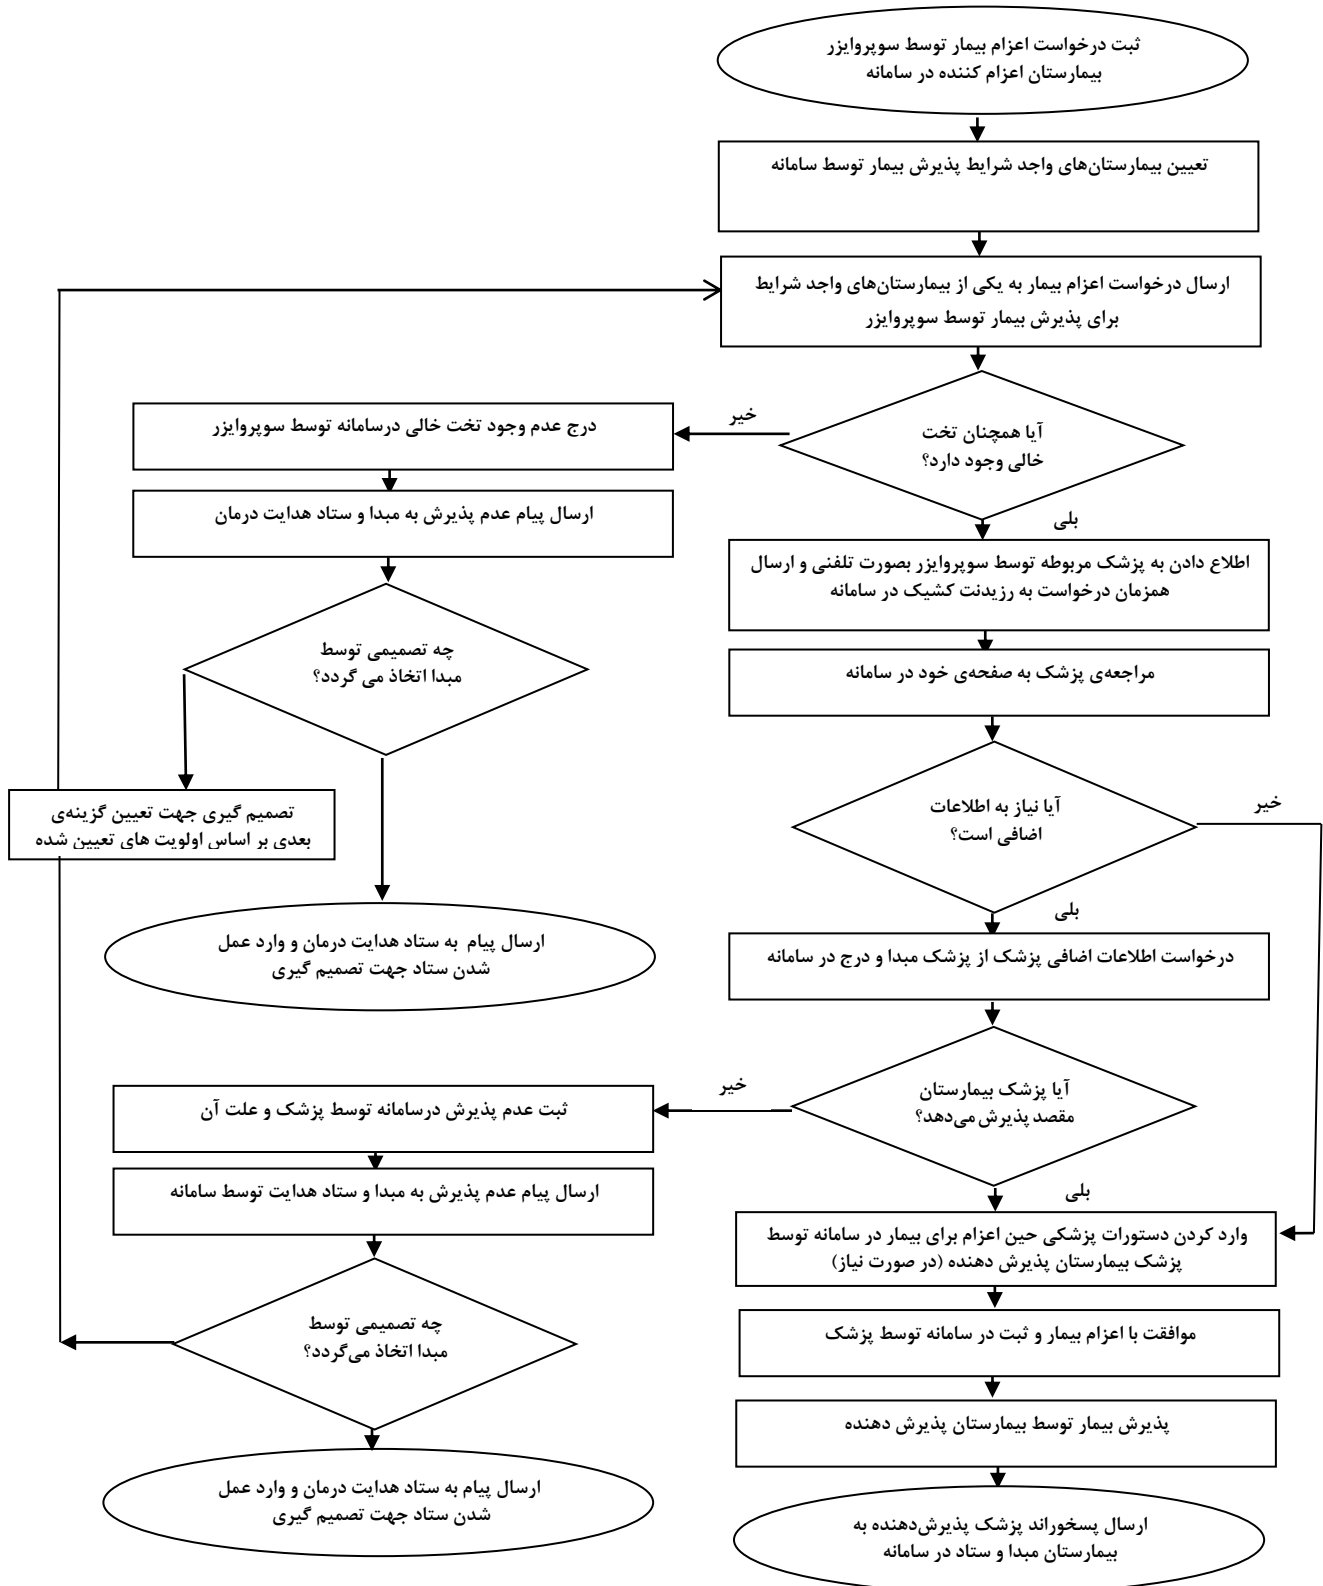 ثبت درخواست اعزام بیمار توسط سوپروایزر
بیمارستان اعزام کننده در سامانه
تعیین بیمارستان‌های واجد شرایط پذیرش بیمار توسط سامانه
ارسال درخواست اعزام بیمار به یکی از بیمارستان‌های واجد شرایط
برای پذیرش بیمار توسط سوپروایزر
آیا همچنان تخت
خالی وجود دارد؟
خیر
درج عدم وجود تخت خالی درسامانه توسط سوپروایزر
ارسال پیام عدم پذیرش به مبدا و ستاد هدایت درمان
چه تصمیمی توسط
مبدا اتخاذ می گردد؟
تصمیم گیری جهت تعیین گزینه‌ی
بعدی بر اساس اولویت های تعیین شده
ارسال پیام به ستاد هدایت درمان و وارد عمل
شدن ستاد جهت تصمیم گیری
بلی
اطلاع دادن به پزشک مربوطه توسط سوپروایزر بصورت تلفنی و ارسال
همزمان درخواست به رزیدنت کشیک در سامانه
مراجعه‌ی پزشک به صفحه‌ی خود در سامانه
آیا نیاز به اطلاعات
اضافی است؟
خیر
بلی
درخواست اطلاعات اضافی پزشک از پزشک مبدا و درج در سامانه
آیا پزشک بیمارستان
مقصد پذیرش می‌دهد؟
خیر
ثبت عدم پذیرش درسامانه توسط پزشک و علت آن
ارسال پیام عدم پذیرش به مبدا و ستاد هدایت توسط سامانه
چه تصمیمی توسط
مبدا اتخاذ می‌گردد؟
ارسال پیام به ستاد هدایت درمان و وارد عمل
شدن ستاد جهت تصمیم گیری
بلی
وارد کردن دستورات پزشکی حین اعزام برای بیمار در سامانه توسط
پزشک بیمارستان پذیرش دهنده (در صورت نیاز)
موافقت با اعزام بیمار و ثبت در سامانه توسط پزشک
پذیرش بیمار توسط بیمارستان پذیرش دهنده
ارسال پسخوراند پزشک پذیرش‌دهنده به
بیمارستان مبدا و ستاد در سامانه